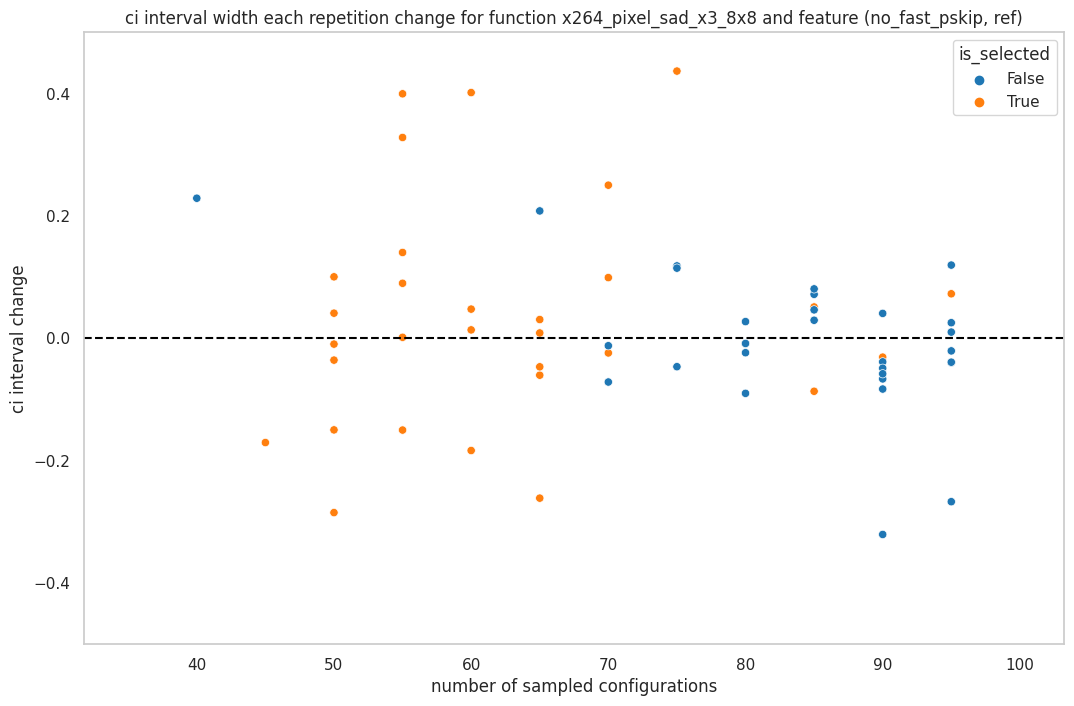 ci interval width each repetition change for function x264_pixel_sad_x3_8x8 and feature (no_fast_pskip, ref)
is_selected
False
True
ci interval change
0.4
0.2
0.0
−0.2
−0.4
40 50 60 70 80 90 100
number of sampled configurations